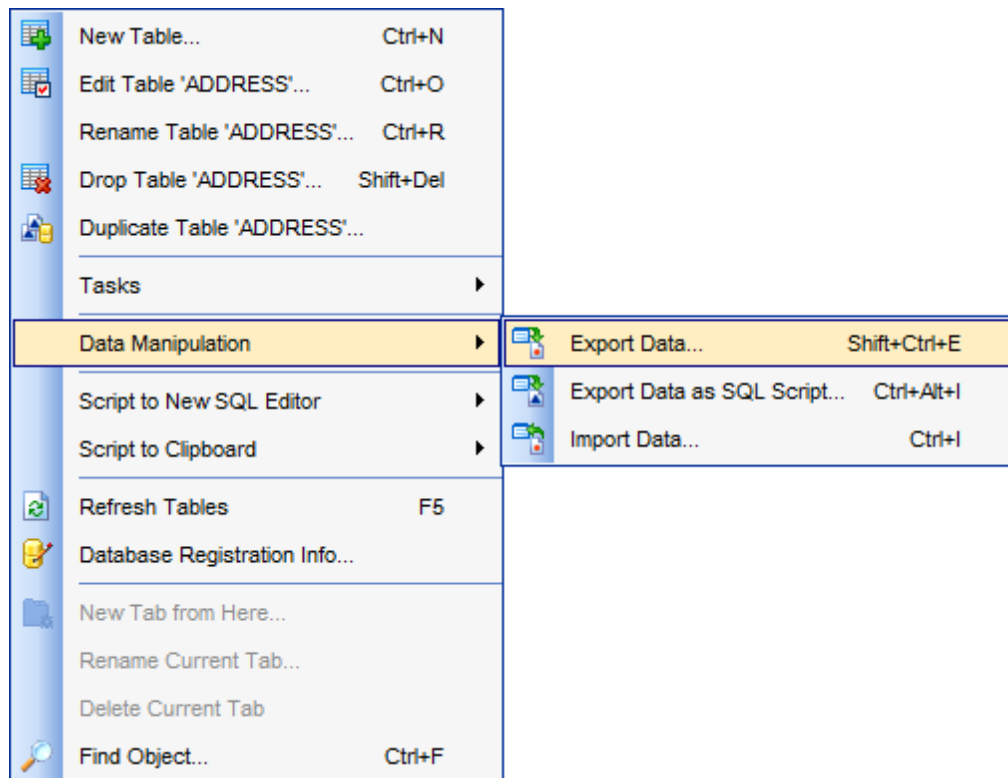 New Table... Ctrl+N
Edit Table 'ADDRESS'... Ctrl+O
Rename Table 'ADDRESS'... Ctrl+R
Drop Table 'ADDRESS'... Shift+Del
Duplicate Table 'ADDRESS'...
Tasks
Data Manipulation
Export Data... Shift+Ctrl+E
Export Data as SQL Script... Ctrl+Alt+I
Import Data... Ctrl+I
Script to New SQL Editor
Script to Clipboard
Refresh Tables F5
Database Registration Info...
New Tab from Here...
Rename Current Tab...
Delete Current Tab
Find Object... Ctrl+F